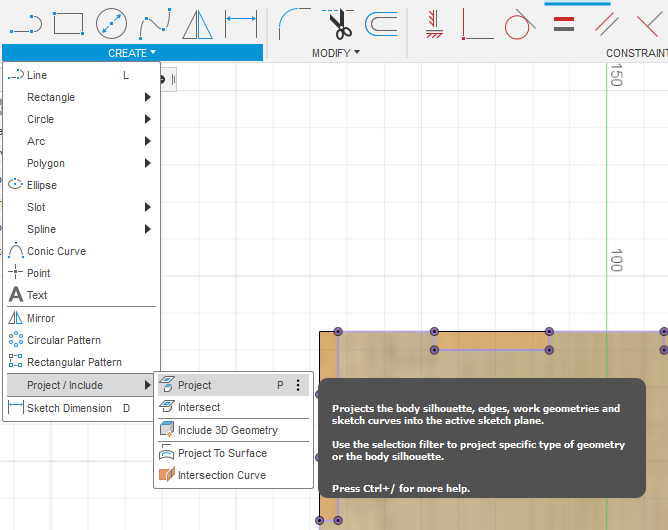 CREATE
MODIFY
CONSTRAINT
Line L
Rectangle
Circle
Arc
Polygon
Ellipse
Slot
Spline
Conic Curve
Point
Text
Mirror
Circular Pattern
Rectangular Pattern
Project / Include
Sketch Dimension D
Project P
Intersect
Include 3D Geometry
Project To Surface
Intersection Curve
Projects the body silhouette, edges, work geometries and
sketch curves into the active sketch plane.
Use the selection filter to project specific type of geometry
or the body silhouette.
Press Ctrl+/ for more help.
150
100